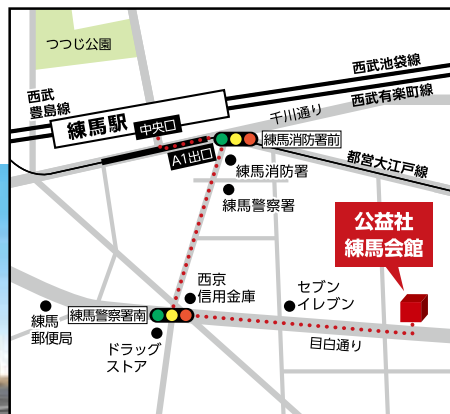 つつじ公園
西武
豊島線
練馬駅
中央口
西武池袋線
西武有楽町線
千川通り
A1出口
練馬消防署前
都営大江戸線
練馬消防署
練馬警察署
公益社
練馬会館
西京
信用金庫
セブン
イレブン
練馬
郵便局
練馬警察署南
ドラッグ
ストア
目白通り